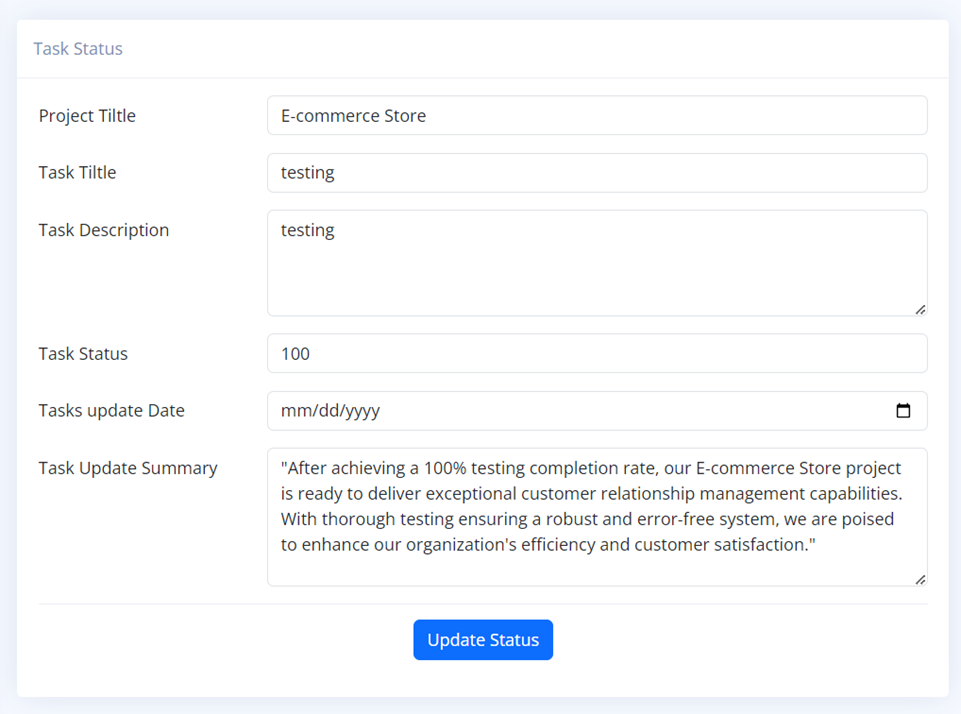 Task Status
Project Tiltle
E-commerce Store
Task Tiltle
testing
Task Description
testing
Task Status
100
Tasks update Date
mm/dd/yyyy
Task Update Summary
"After achieving a 100% testing completion rate, our E-commerce Store project
is ready to deliver exceptional customer relationship management capabilities.
With thorough testing ensuring a robust and error-free system, we are poised
to enhance our organization's efficiency and customer satisfaction."
Update Status